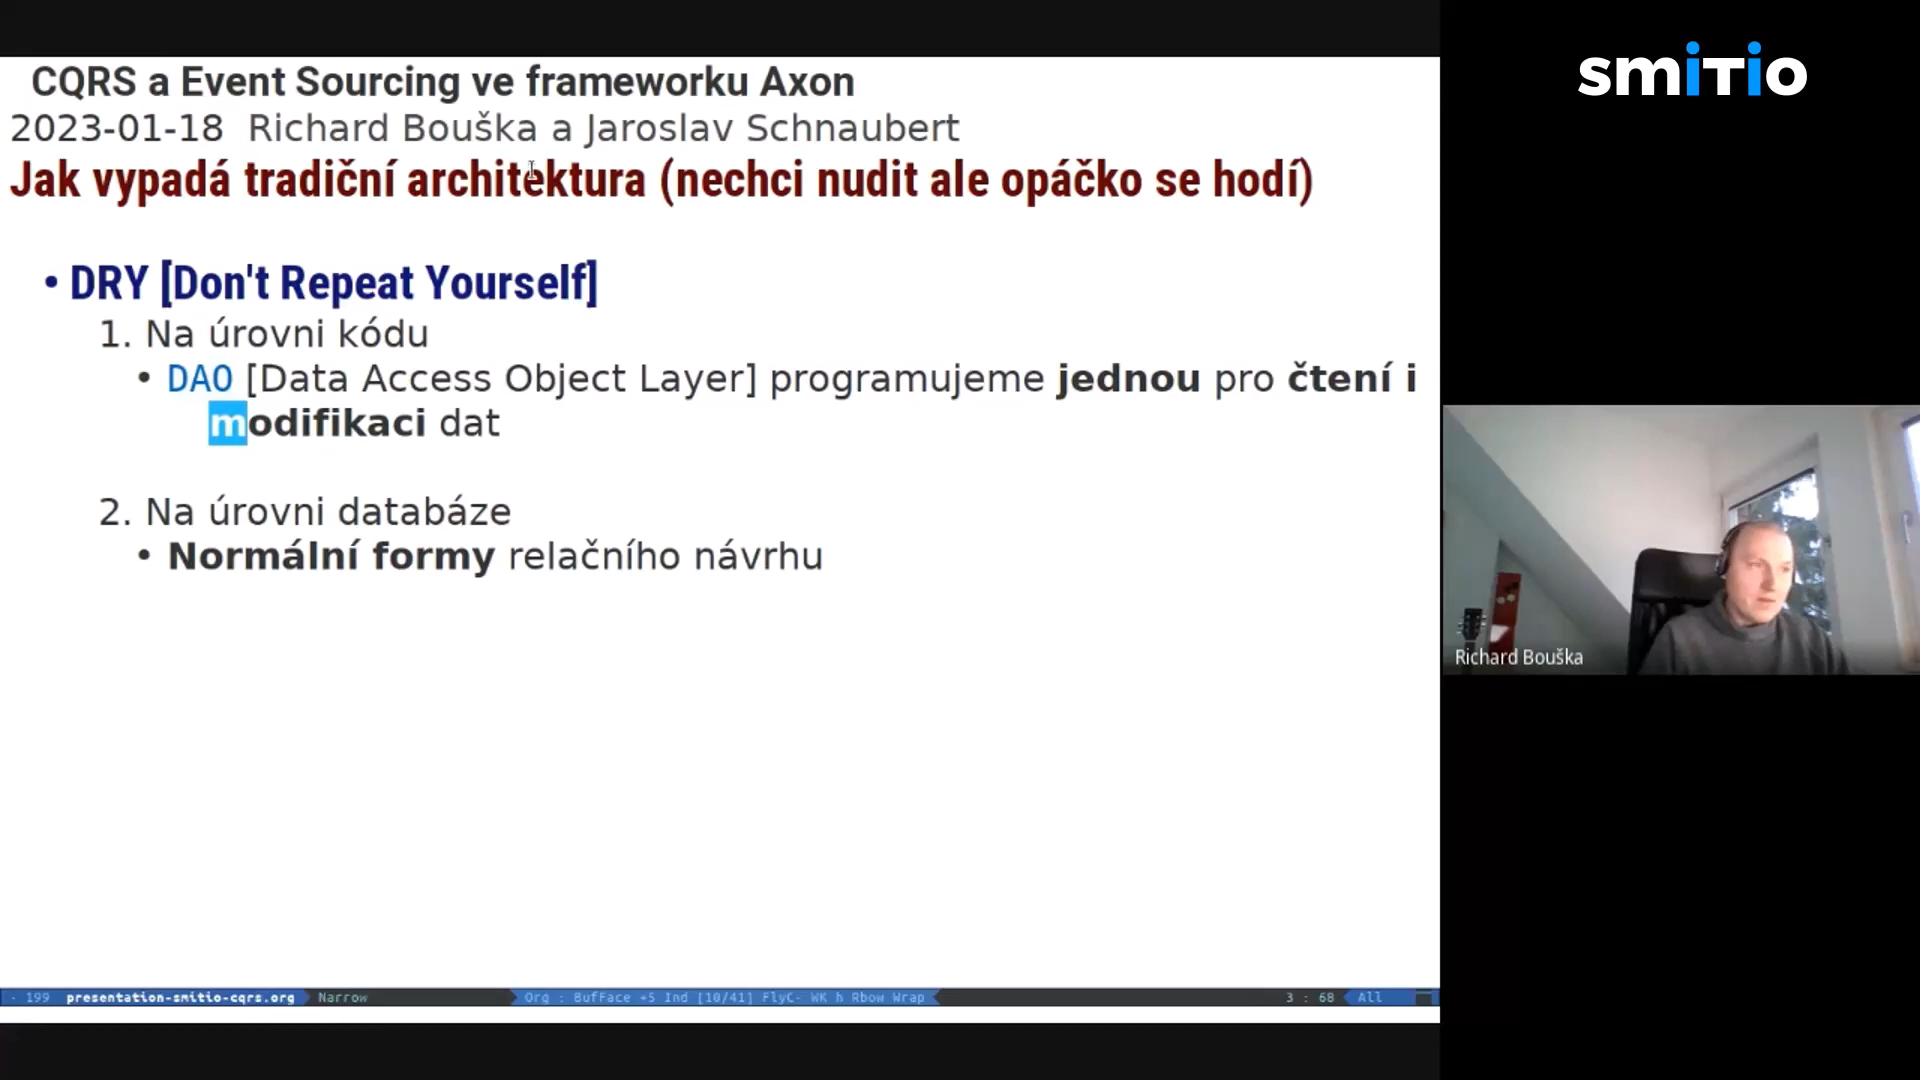 CQRS a Event Sourcing ve frameworku Axon
2023-01-18 Richard Bouška a Jaroslav Schnaubert
Jak vypadá tradiční architektura (nechci nudit ale opáčko se hodí)
• DRY [Don't Repeat Yourself]
1. Na úrovni kódu
• DAO [Data Access Object Layer] programujeme jednou pro čtení i
modifikaci dat
2. Na úrovni databáze
• Normální formy relačního návrhu
199 presentation-smitio-cqrs.org Narrow Org : BufFace +5 Ind [10/41] FlyC- WK h Rbow Wrap 3 : 68 All
smitio
Richard Bouška